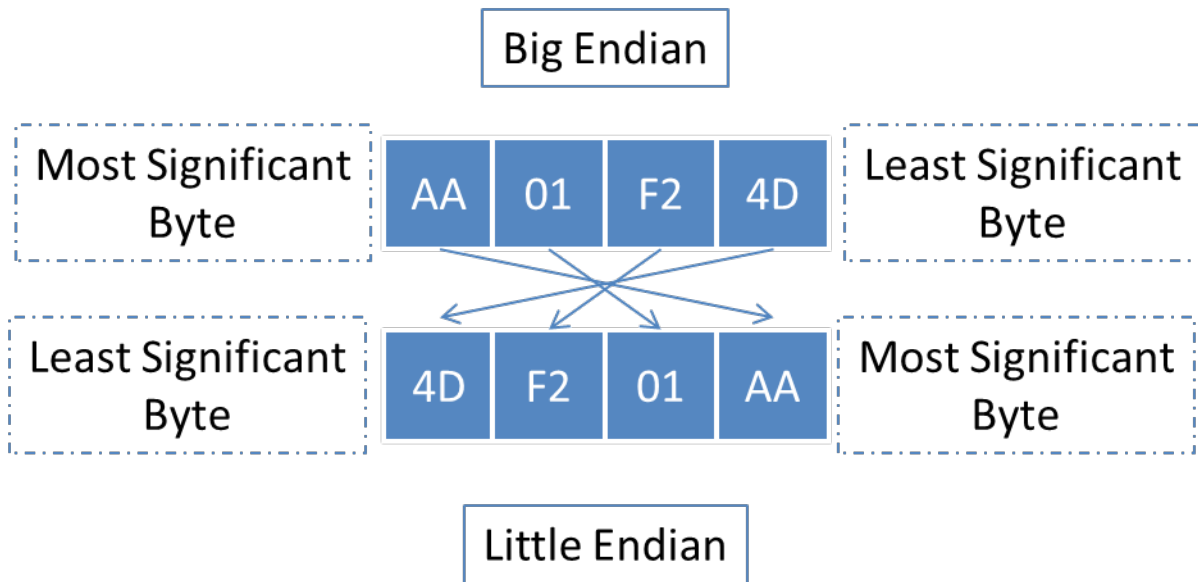 Big Endian
Most Significant
Byte
AA 01 F2 4D
Least Significant
Byte
Least Significant
Byte
4D F2 01 AA
Most Significant
Byte
Little Endian